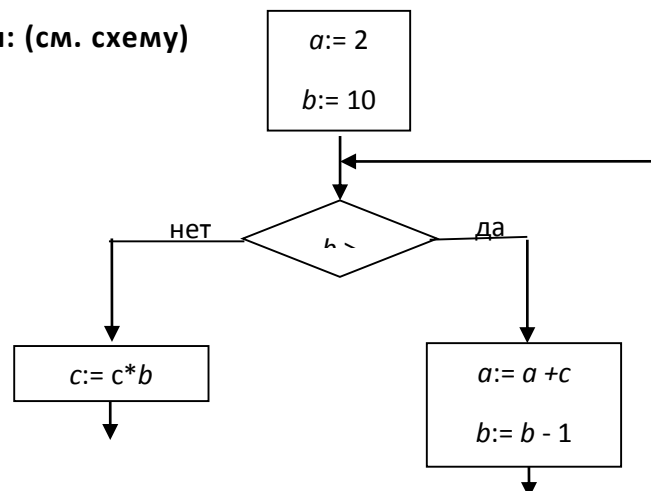 : (см. схему)
a:= 2
b:= 10
нет
да
c:= c*b
a:= a +c
b:= b - 1